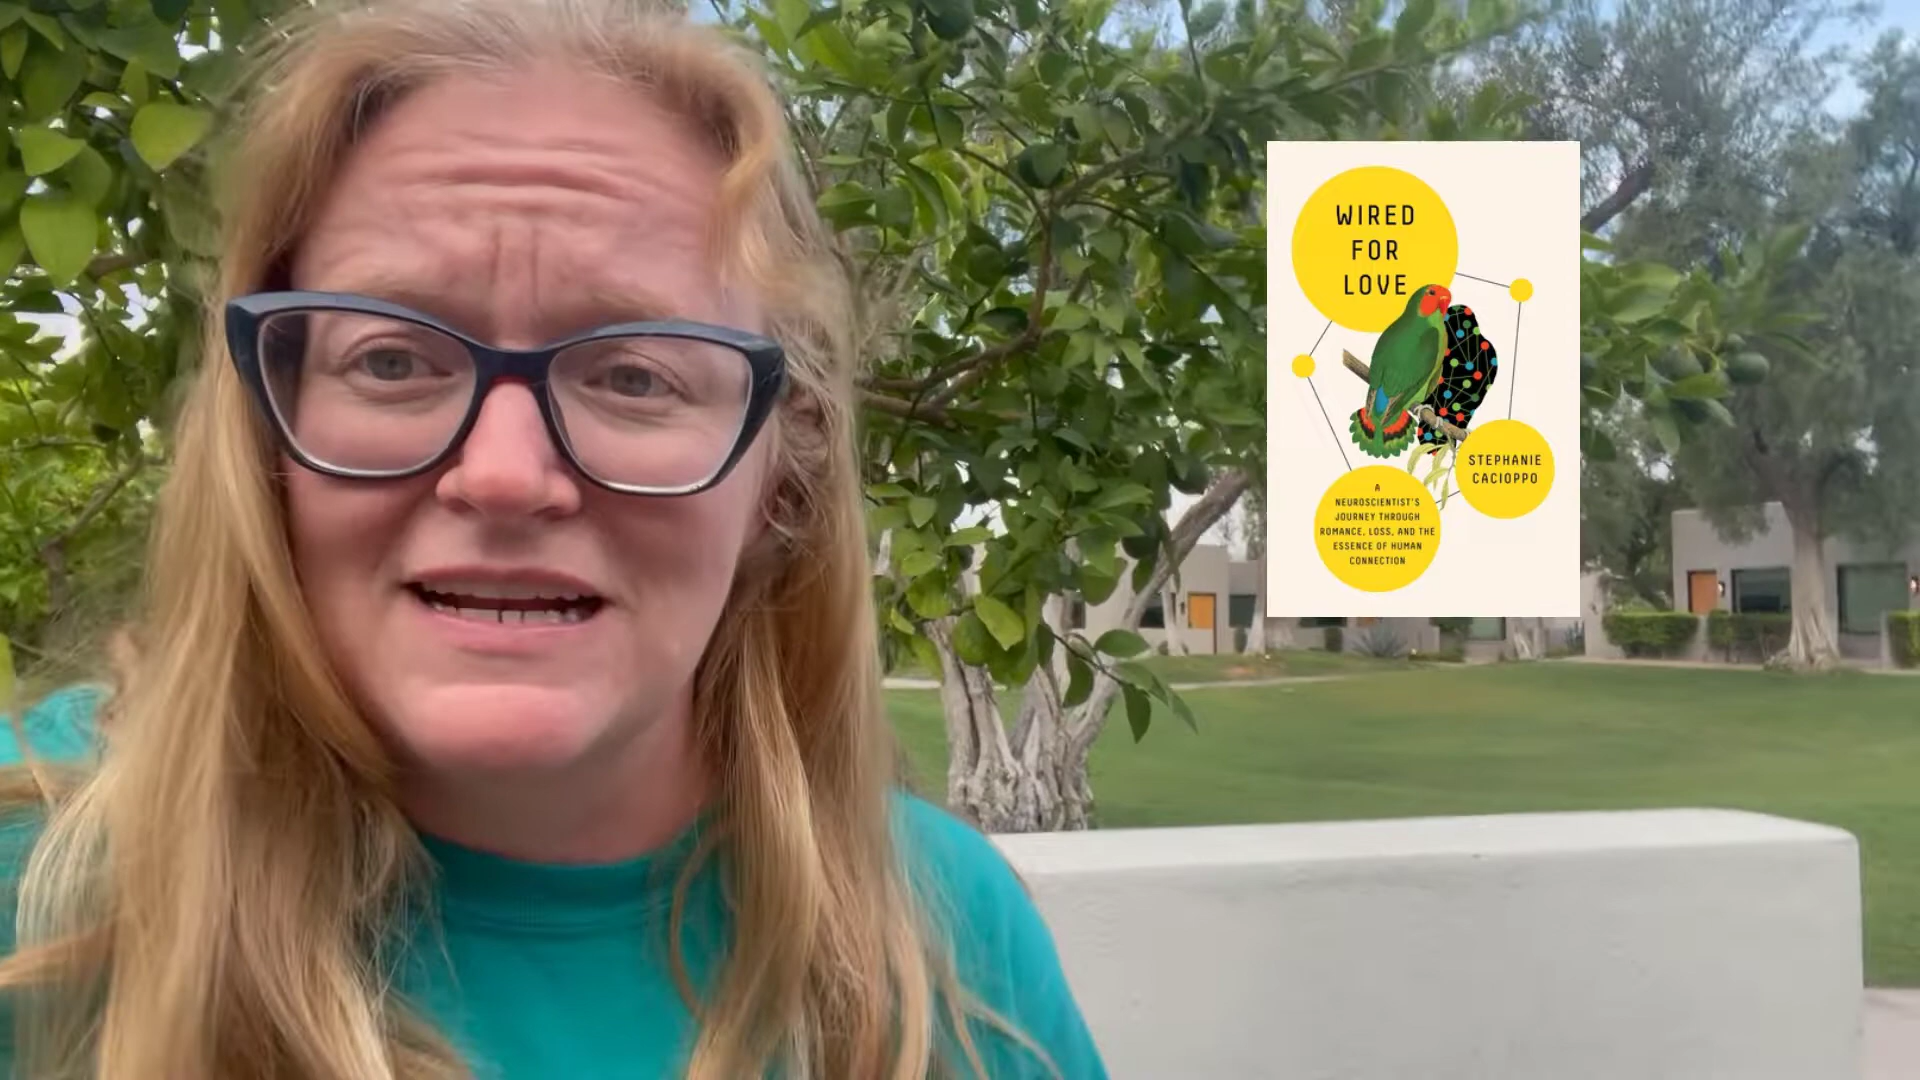 WIRED
FOR
LOVE
STEPHANIE
CACIOPPO
A
NEUROSCIENTIST'S
JOURNEY THROUGH
ROMANCE, LOSS, AND THE
ESSENCE OF HUMAN
CONNECTION